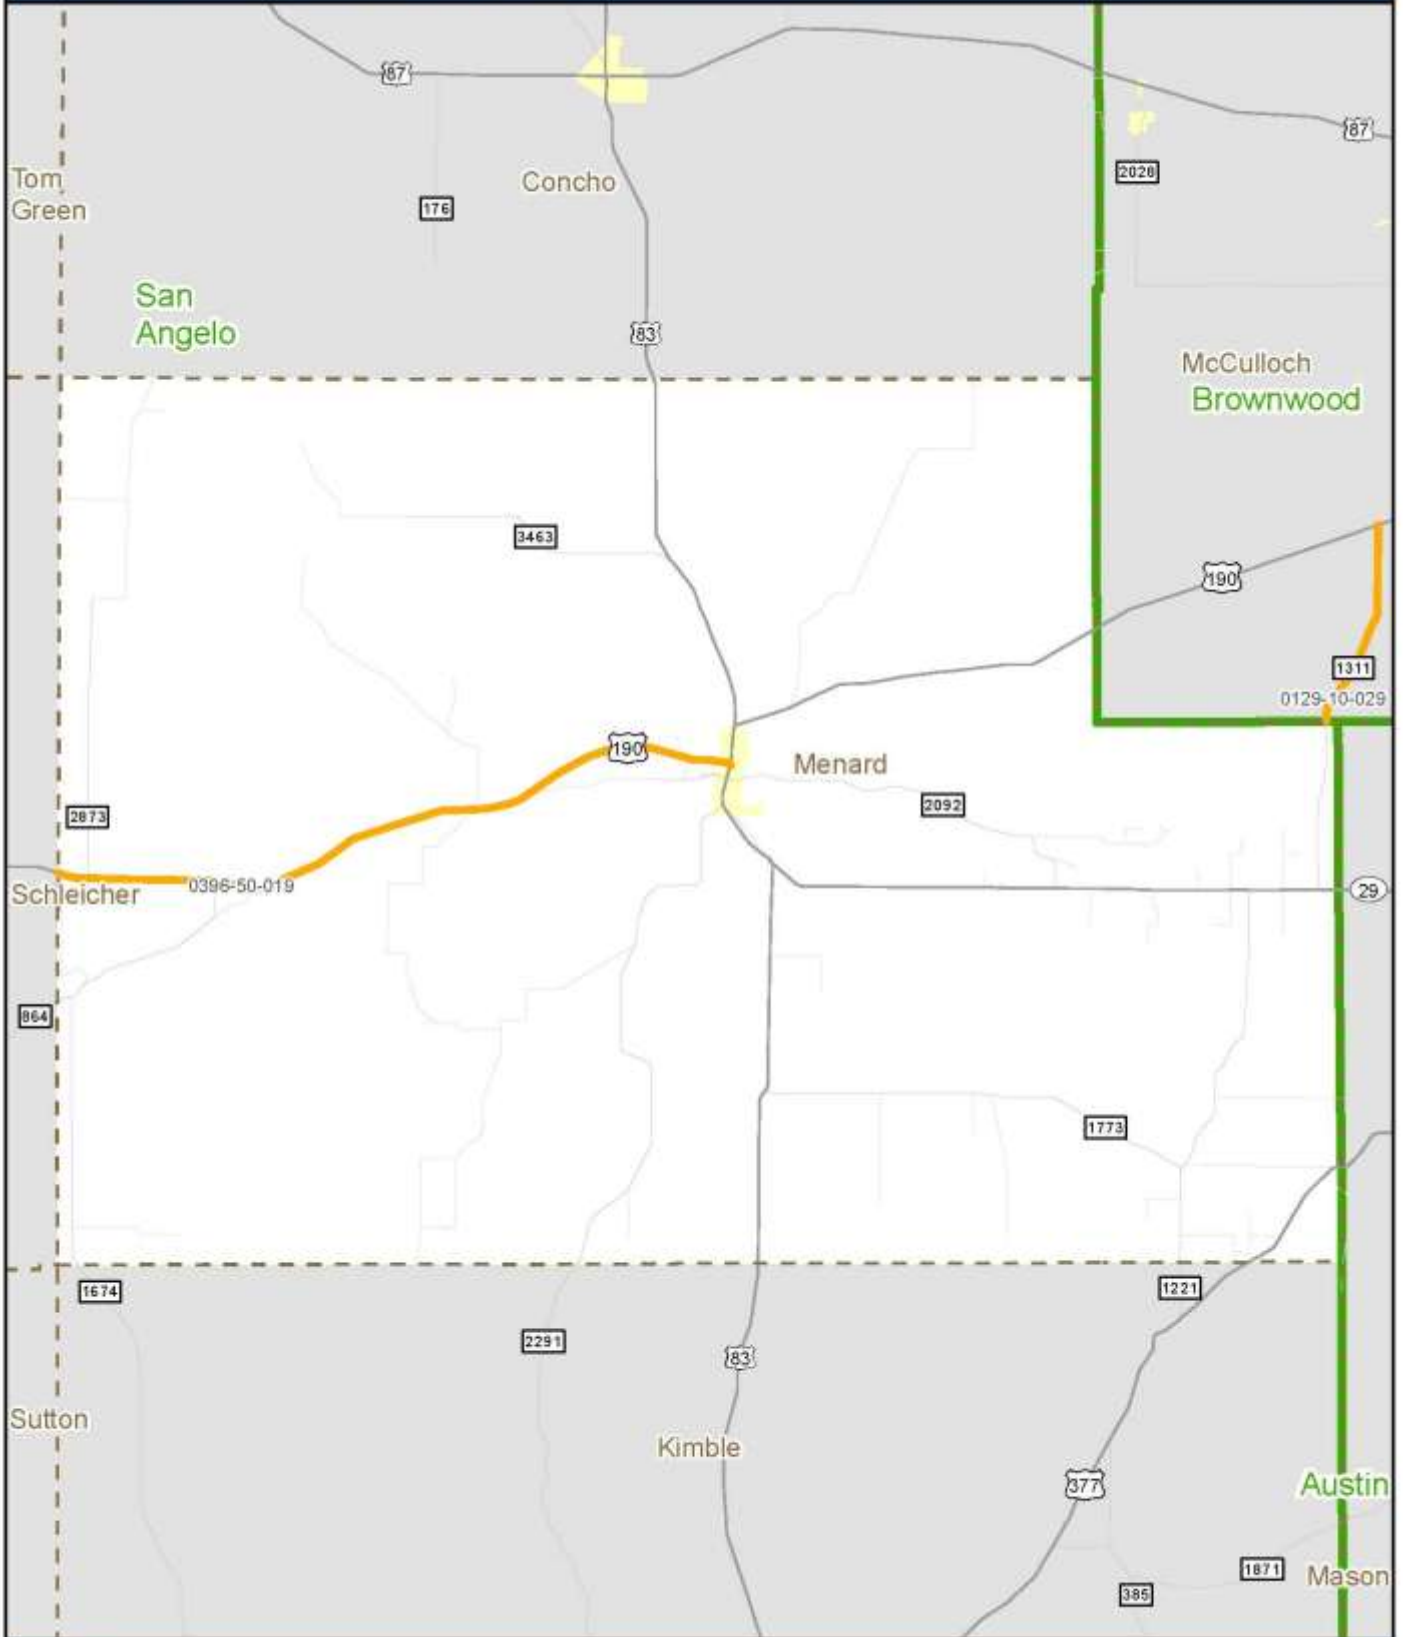 87
87
2028
Tom
Green
176
Concho
San
Angelo
83
McCulloch
Brownwood
3463
190
1311
0129-10-029
190
Menard
2873
2092
0396-50-019
Schleicher
29
864
1773
1674
1221
2291
83
Sutton
Kimble
377
Austin
1871
Mason
385